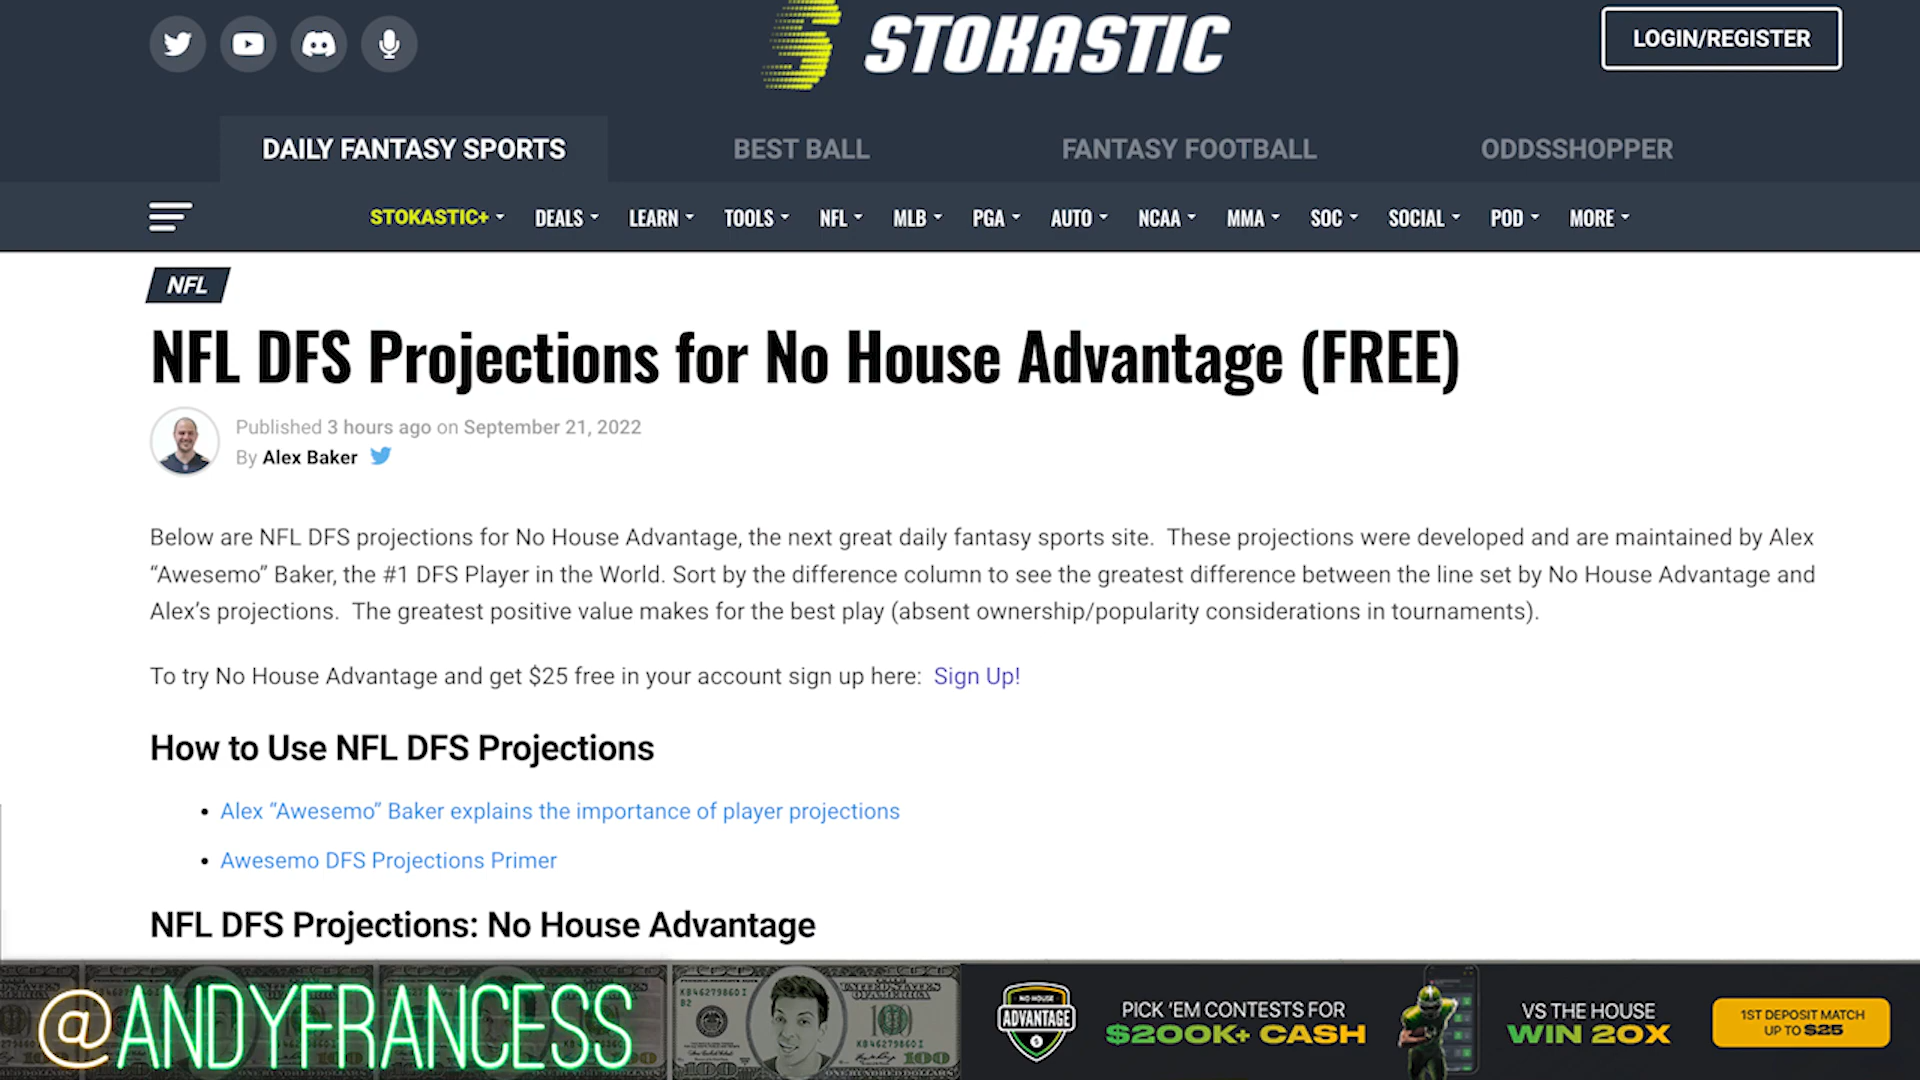 STOKASTIC
LOGIN/REGISTER
DAILY FANTASY SPORTS
BEST BALL
FANTASY FOOTBALL
ODDSSHOPPER
STOKASTIC+ DEALS LEARN TOOLS NFL MLB PGA AUTO NCAA MMA SOC SOCIAL POD MORE
NFL
NFL DFS Projections for No House Advantage (FREE)
Published 3 hours ago on September 21, 2022
By Alex Baker
Below are NFL DFS projections for No House Advantage, the next great daily fantasy sports site. These projections were developed and are maintained by Alex
“Awesemo” Baker, the #1 DFS Player in the World. Sort by the difference column to see the greatest difference between the line set by No House Advantage and
Alex’s projections. The greatest positive value makes for the best play (absent ownership/popularity considerations in tournaments).
To try No House Advantage and get $25 free in your account sign up here: Sign Up!
How to Use NFL DFS Projections
• Alex “Awesemo” Baker explains the importance of player projections
• Awesemo DFS Projections Primer
NFL DFS Projections: No House Advantage
@ANDYFRANCESS
KB46279860I
B2
KB46279860I
100
NO HOUSE
ADVANTAGE
PICK 'EM CONTESTS FOR
$200K+ CASH
VS THE HOUSE
WIN 20X
1ST DEPOSIT MATCH
UP TO $25